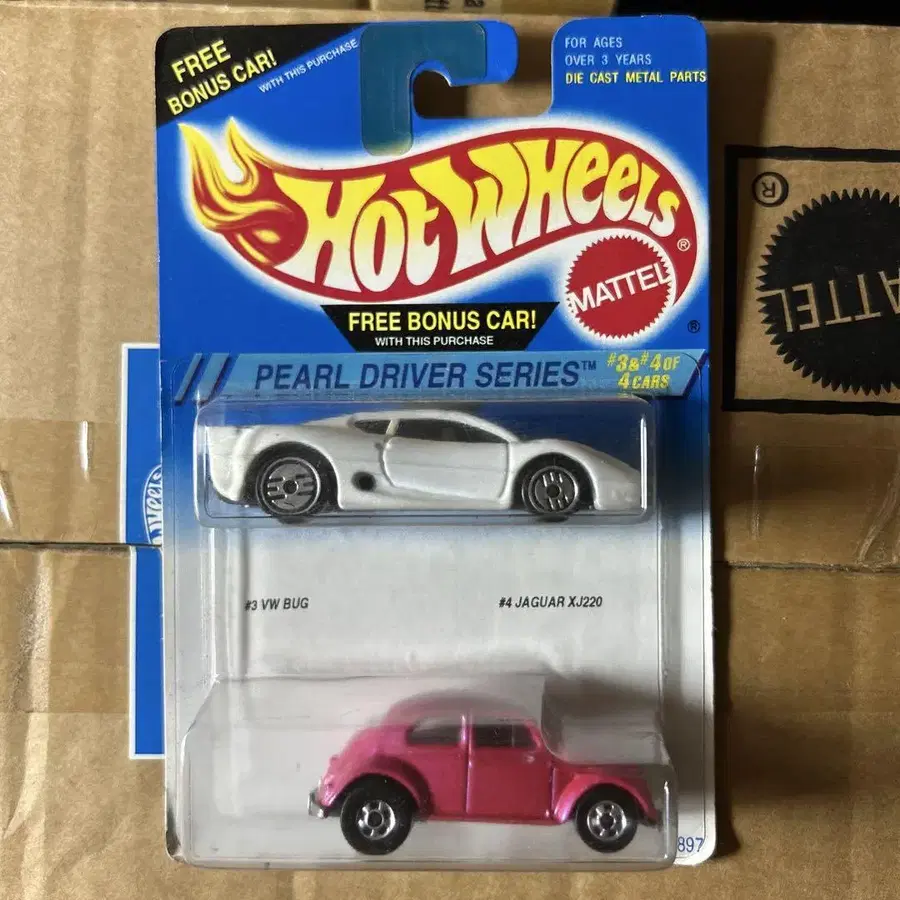 FREE
BONUS CAR!
WITH THIS PURCHASE
FOR AGES
OVER 3 YEARS
DIE CAST METAL PARTS
HOT WHEELS®
MATTEL
®
FREE BONUS CAR!
WITH THIS PURCHASE
PEARL DRIVER SERIES™
#3&#4 OF
4 CARS
#3 VW BUG
#4 JAGUAR XJ220
897
®
MATTEL
Wheels